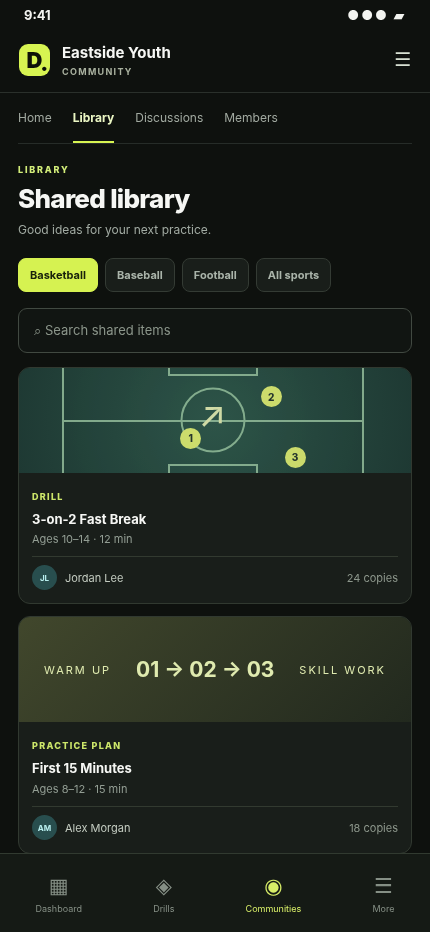 9:41
D.
Eastside Youth
COMMUNITY
Home Library Discussions Members
LIBRARY
Shared library
Good ideas for your next practice.
Basketball Baseball Football All sports
Search shared items
2
1
3
DRILL
3-on-2 Fast Break
Ages 10–14 · 12 min
JL Jordan Lee 24 copies
WARM UP 01 → 02 → 03 SKILL WORK
PRACTICE PLAN
First 15 Minutes
Ages 8–12 · 15 min
AM Alex Morgan 18 copies
Dashboard Drills Communities More